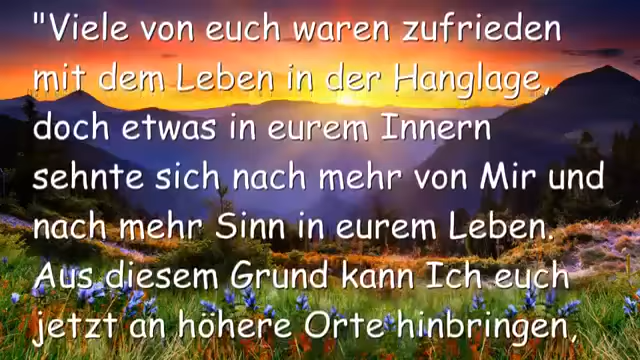 "Viele von euch waren zufrieden
mit dem Leben in der Hanglage,
doch etwas in eurem Innern
sehnte sich nach mehr von Mir und
nach mehr Sinn in eurem Leben.
Aus diesem Grund kann Ich euch
jetzt an höhere Orte hinbringen,